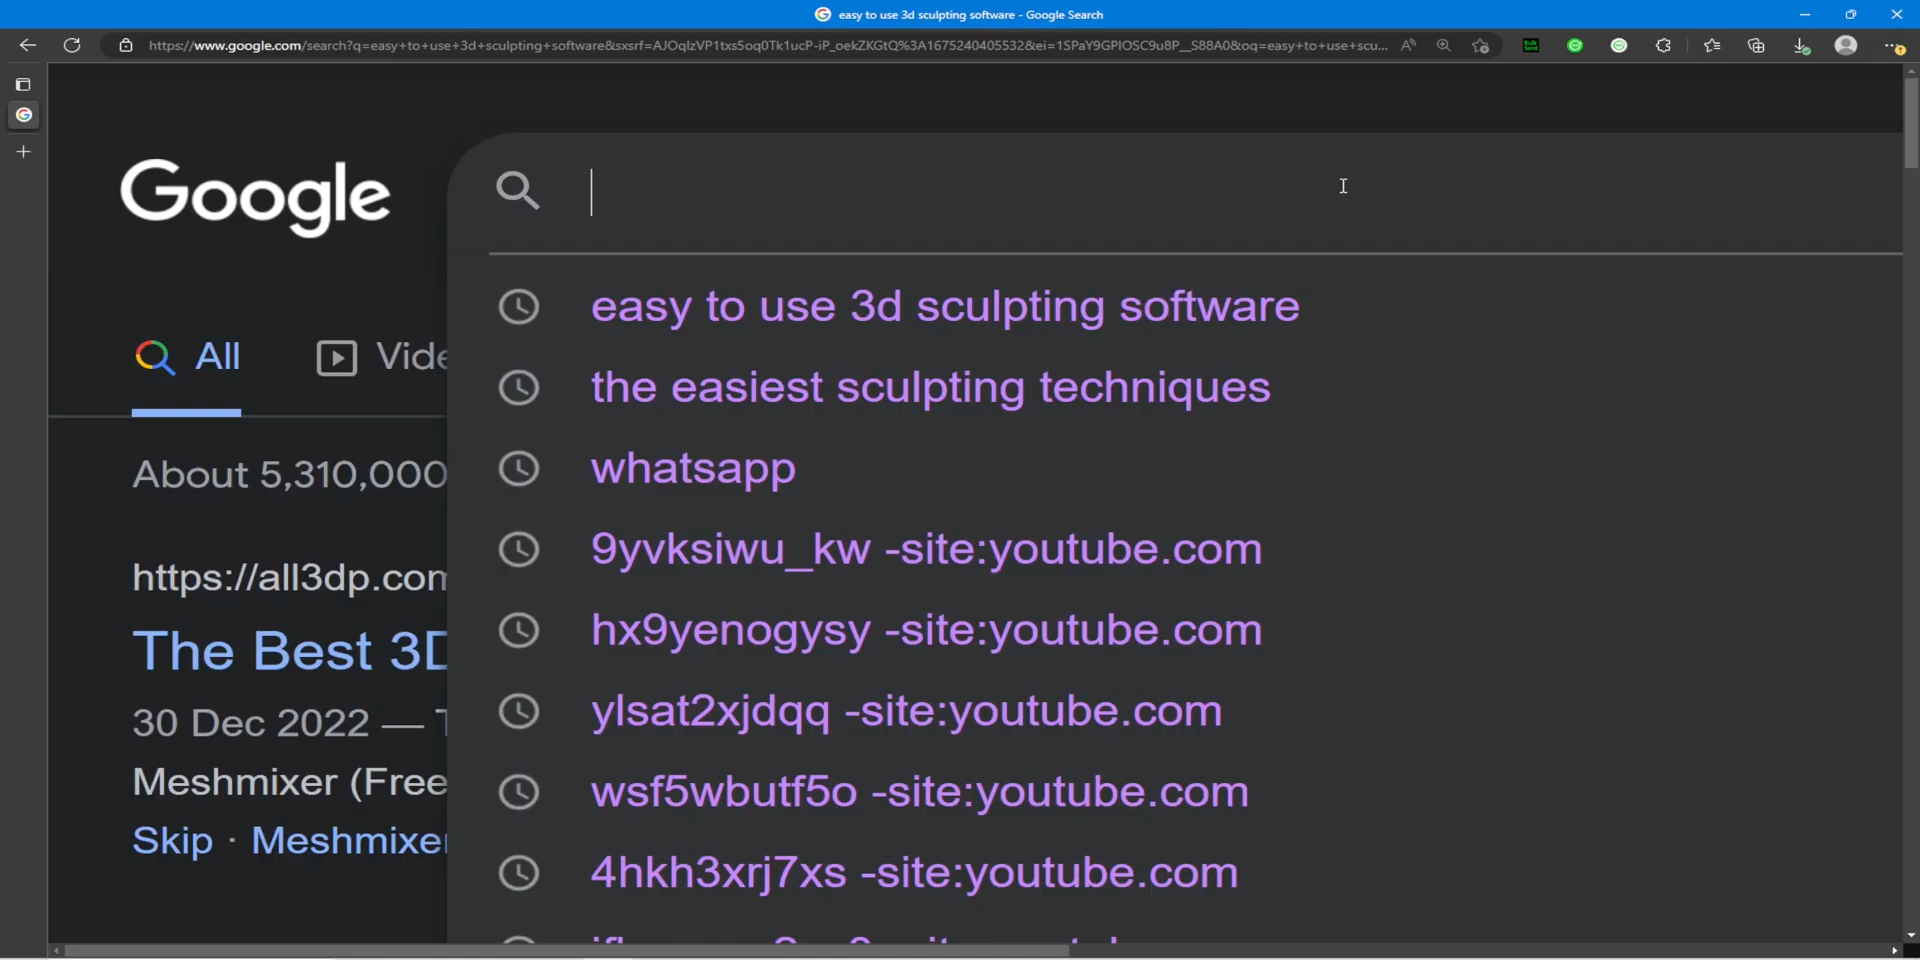 easy to use 3d sculpting software - Google Search
https://www.google.com/search?q=easy+to+use+3d+sculpting+software&sxsrf=AJOqlzVP1txs5oq0Tk1ucP-iP_oekZKGtQ%3A1675240405532&ei=1SPaY9GPIOSC9u8P__S88A0&oq=easy+to+use+scu...
Google
easy to use 3d sculpting software
the easiest sculpting techniques
All
Vide
whatsapp
About 5,310,000
9yvksiwu_kw -site:youtube.com
https://all3dp.com
hx9yenogysy -site:youtube.com
The Best 3D
ylsat2xjdqq -site:youtube.com
30 Dec 2022 —
Meshmixer (Free
wsf5wbutf5o -site:youtube.com
Skip · Meshmixer
4hkh3xrj7xs -site:youtube.com